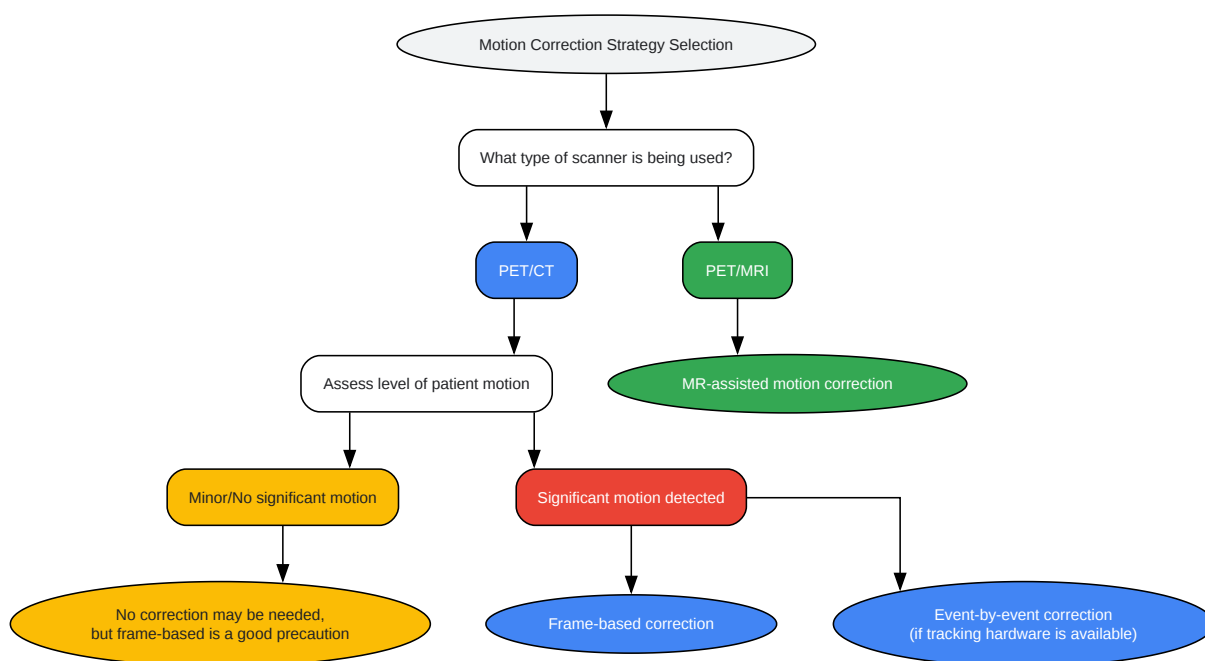 Motion Correction Strategy Selection
What type of scanner is being used?
PET/CT
PET/MRI
Assess level of patient motion
MR-assisted motion correction
Minor/No significant motion
Significant motion detected
No correction may be needed,
but frame-based is a good precaution
Frame-based correction
Event-by-event correction
(if tracking hardware is available)